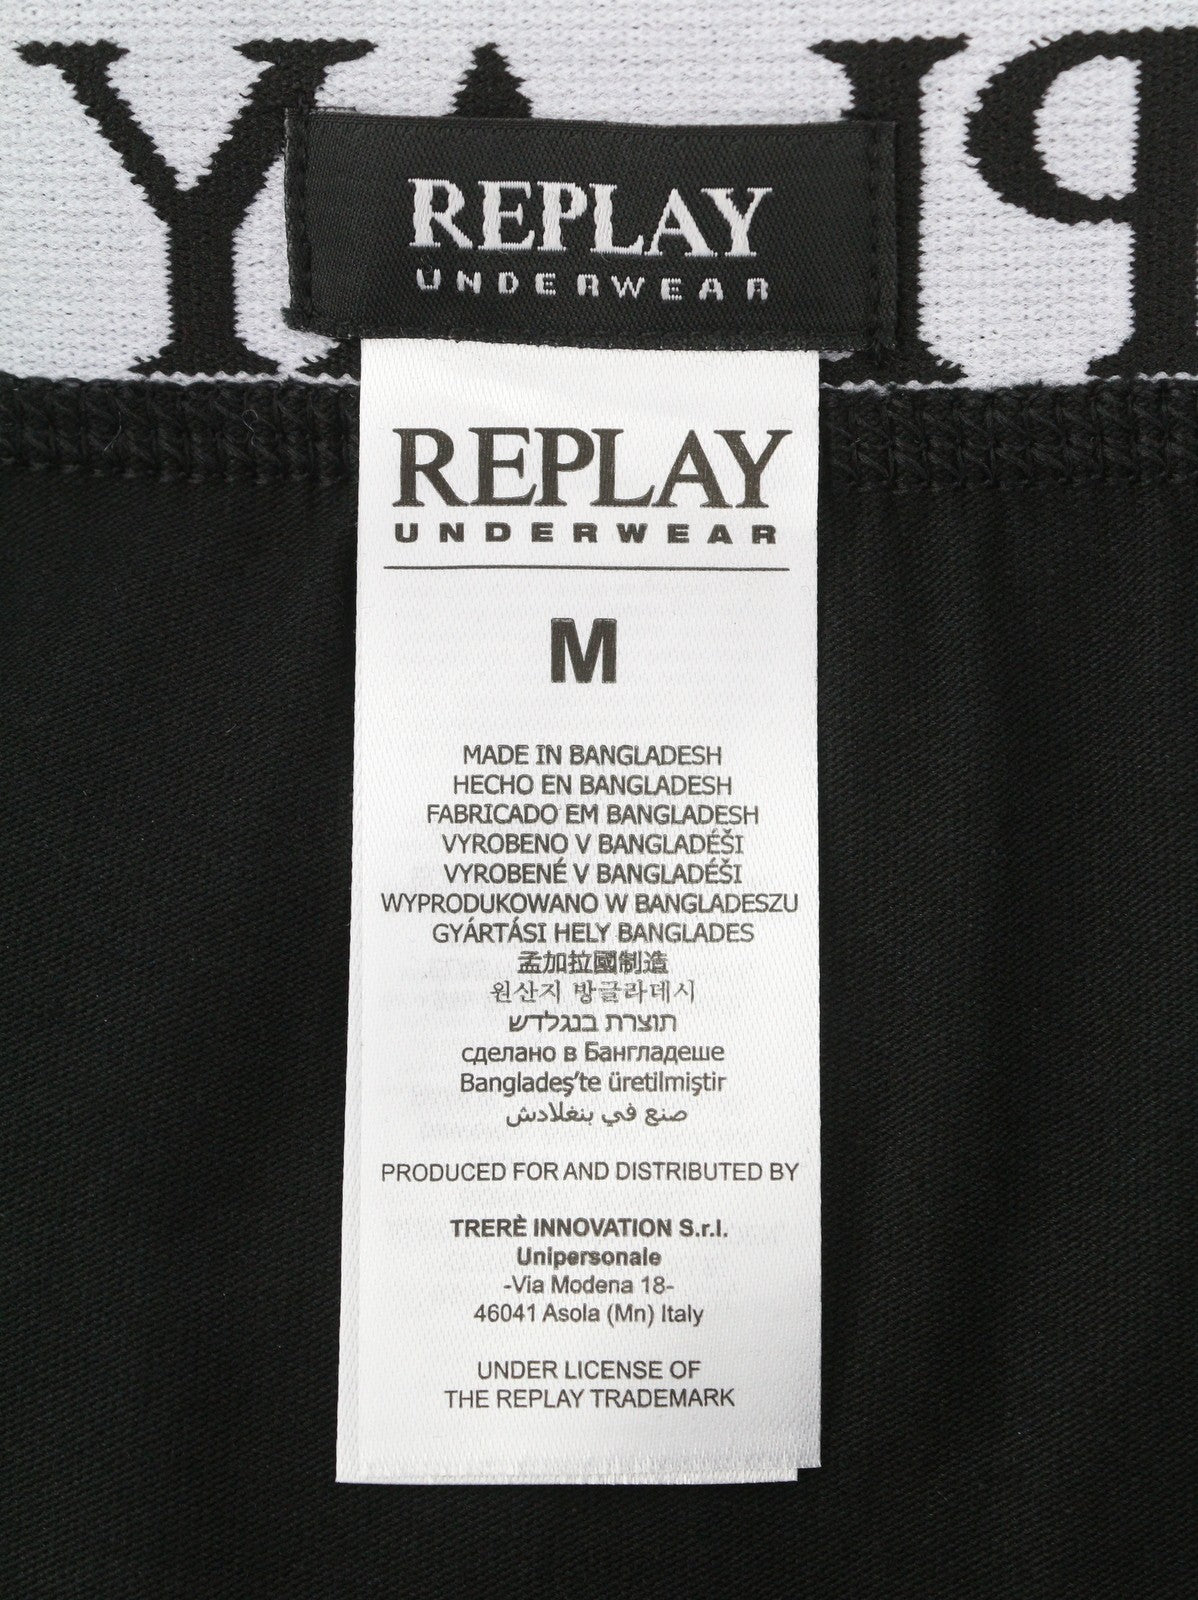 REPLAY
UNDERWEAR
REPLAY
UNDERWEAR
M
MADE IN BANGLADESH
HECHO EN BANGLADESH
FABRICADO EM BANGLADESH
VYROBENO V BANGLADÉŠI
VYROBENÉ V BANGLADÉŠI
WYPRODUKOWANO W BANGLADESZU
GYÁRTÁSI HELY BANGLADES
孟加拉國制造
원산지 방글라데시
תוצרת בנגלדש
сделано в Бангладеше
Bangladeş'te üretilmiştir
صنع في بنغلادش
PRODUCED FOR AND DISTRIBUTED BY
TRERÈ INNOVATION S.r.l.
Unipersonale
-Via Modena 18-
46041 Asola (Mn) Italy
UNDER LICENSE OF
THE REPLAY TRADEMARK